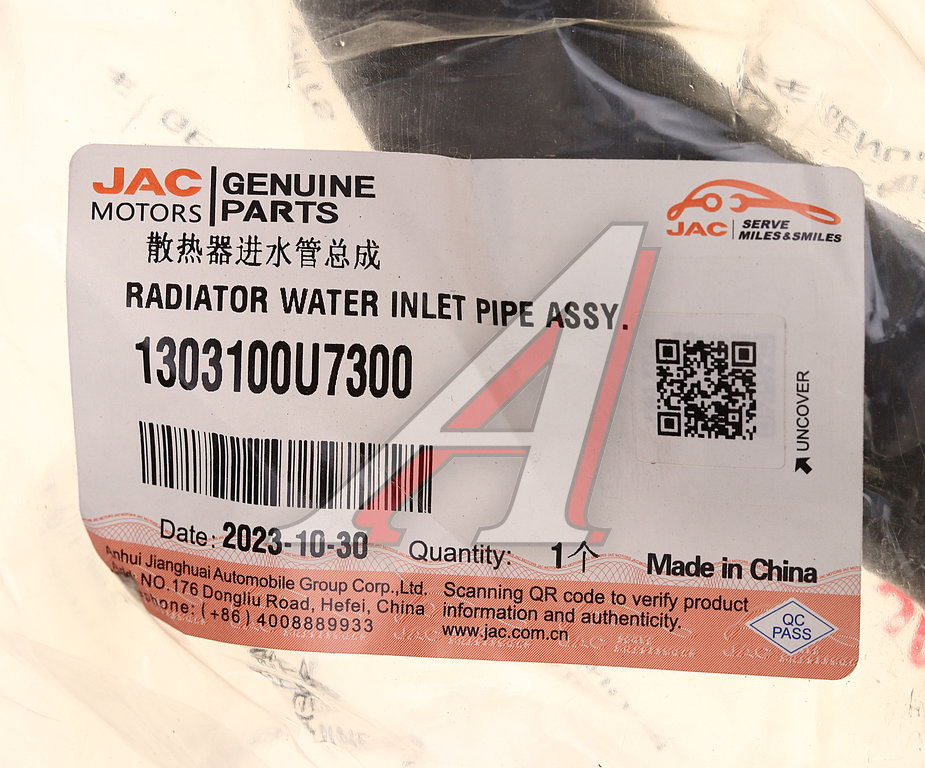 JAC MOTORS GENUINE PARTS
JAC SERVE MILES & SMILES
散热器进水管总成
RADIATOR WATER INLET PIPE ASSY.
1303100U7300
UNCOVER
Date: 2023-10-30 Quantity: 1个 Made in China
Anhui Jianghuai Automobile Group Corp.,Ltd.
NO.176 Dongliu Road, Hefei, China
(+86) 4008889933
Scanning QR code to verify product
information and authenticity.
www.jac.com.cn
QC
PASS